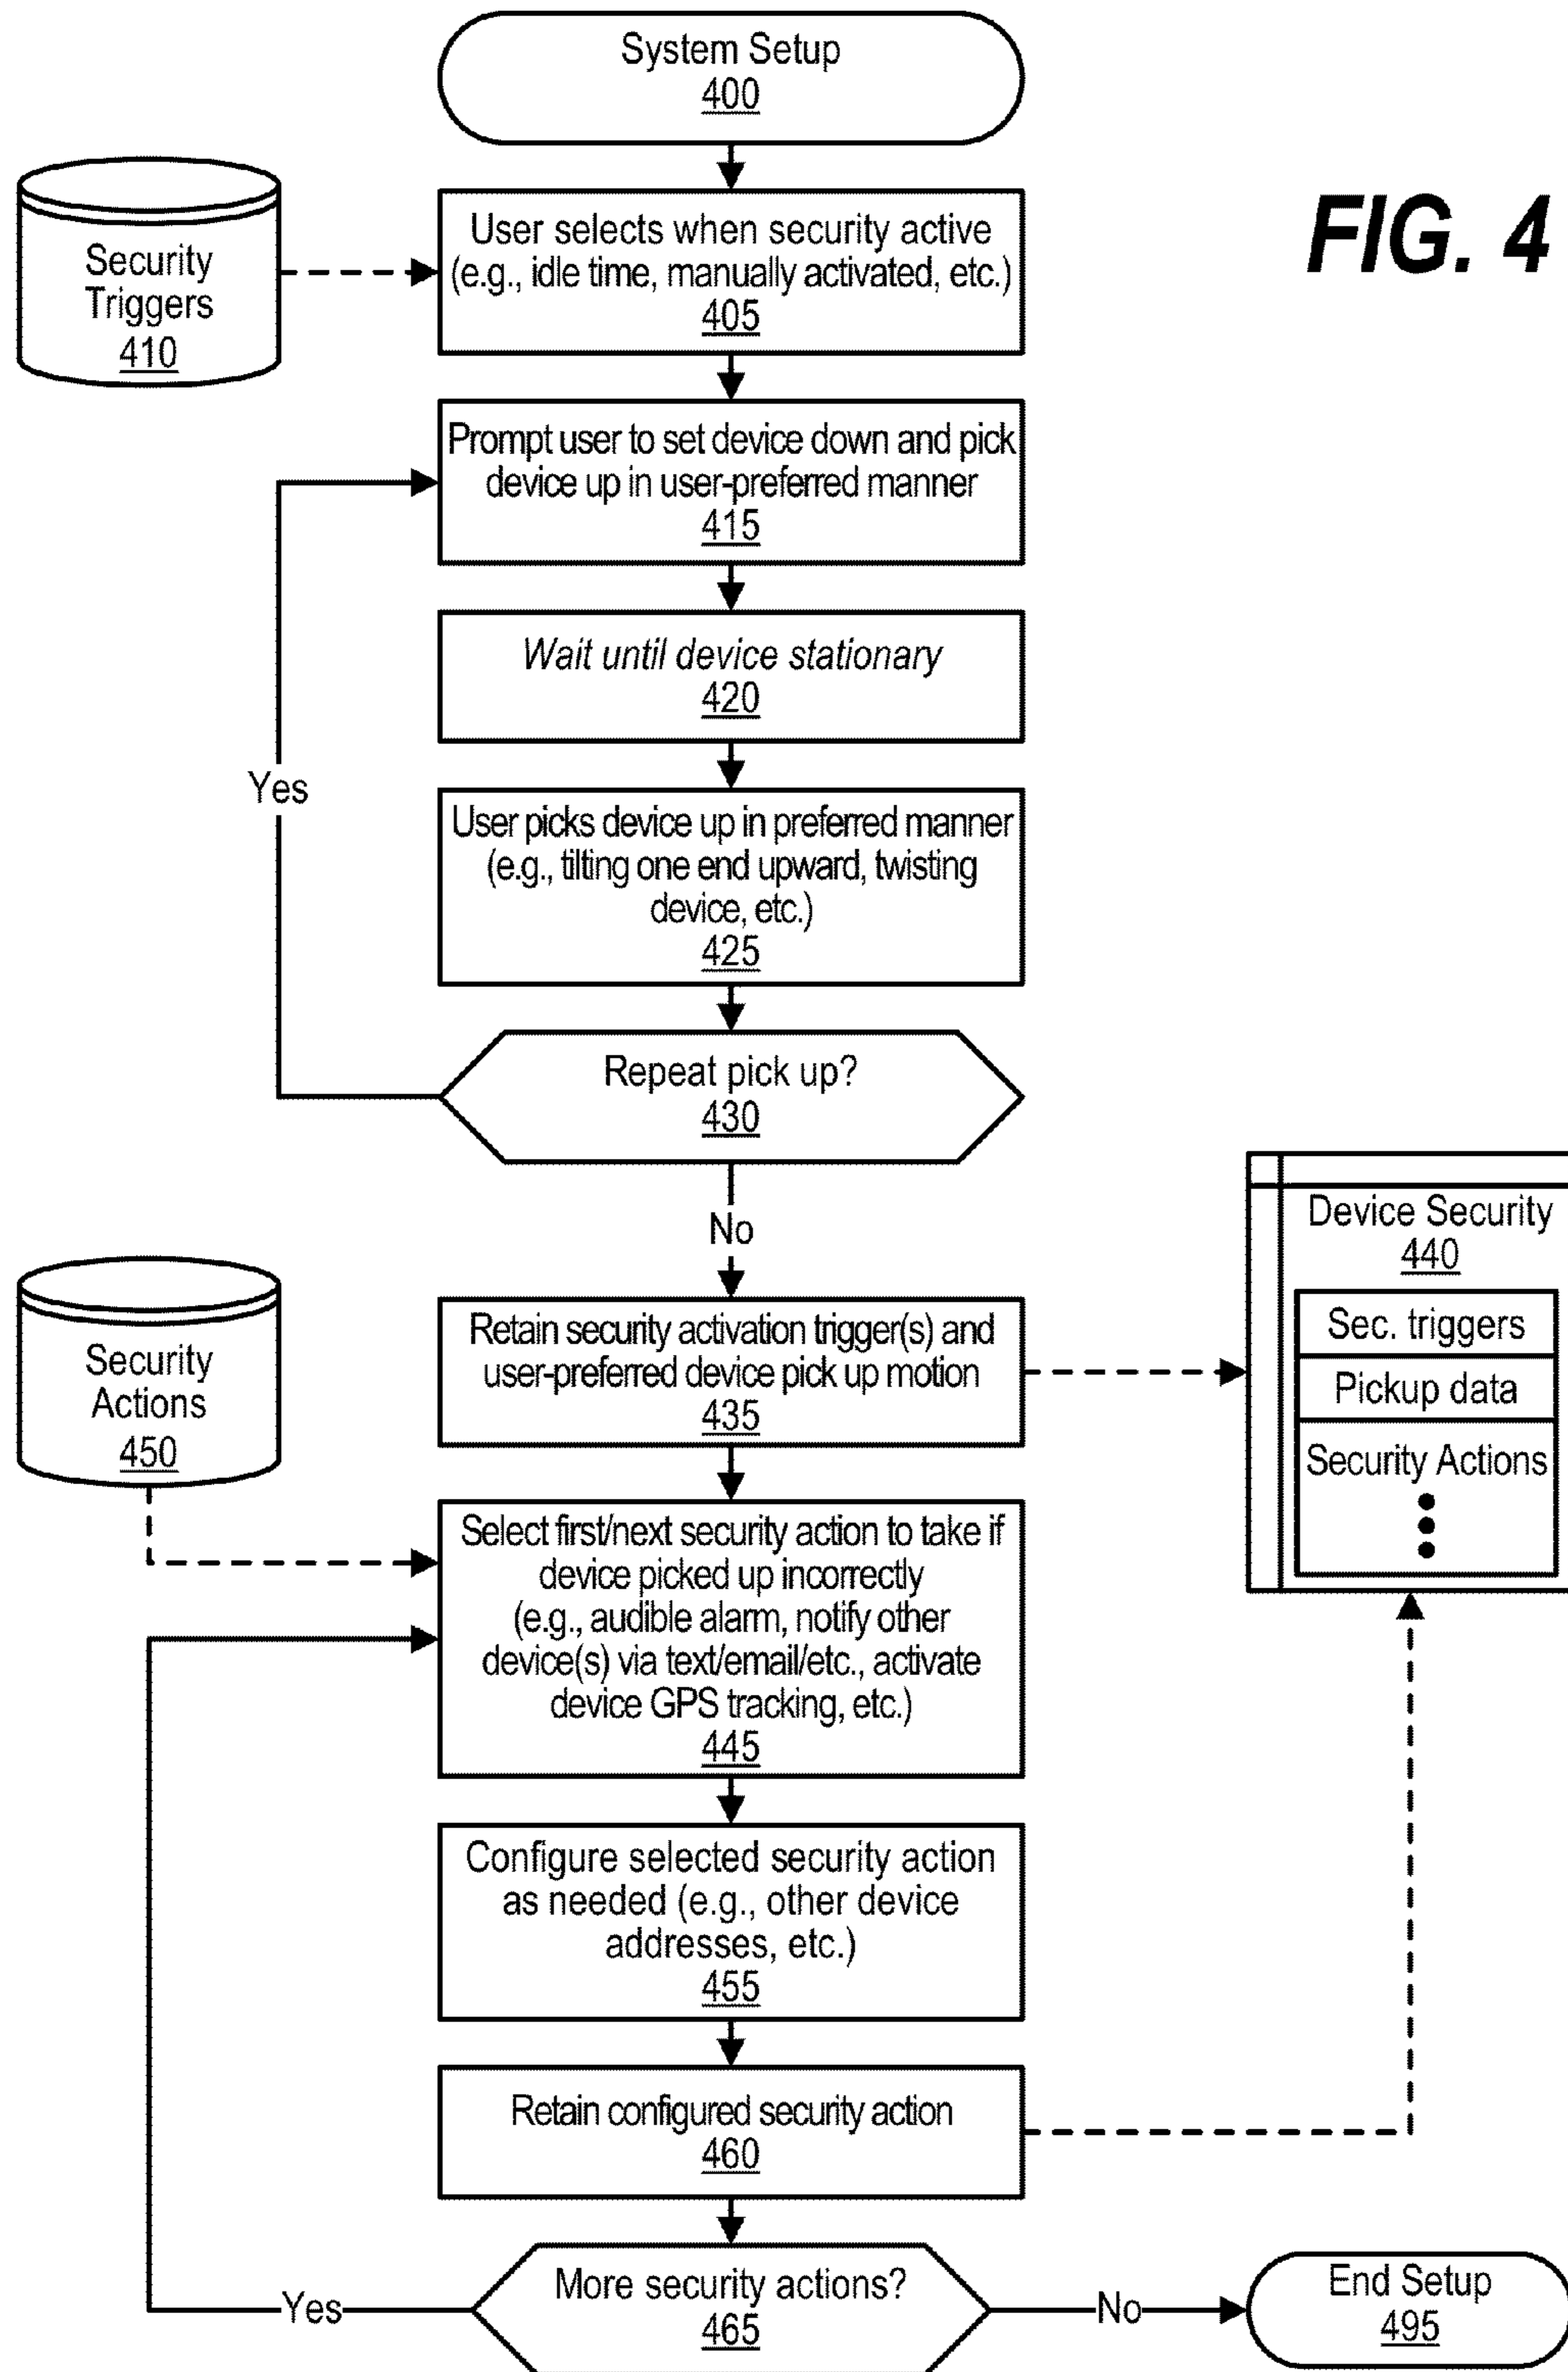 System Setup
400
FIG. 4
Security
Triggers
410
User selects when security active
(e.g., idle time, manually activated, etc.)
405
Prompt user to set device down and pick
device up in user-preferred manner
415
Wait until device stationary
420
Yes
User picks device up in preferred manner
(e.g., tilting one end upward, twisting
device, etc.)
425
Repeat pick up?
430
No
Device Security
440
Sec. triggers
Pickup data
Security Actions
Retain security activation trigger(s) and
user-preferred device pick up motion
435
Security
Actions
450
Select first/next security action to take if
device picked up incorrectly
(e.g., audible alarm, notify other
device(s) via text/email/etc., activate
device GPS tracking, etc.)
445
Configure selected security action
as needed (e.g., other device
addresses, etc.)
455
Retain configured security action
460
More security actions?
465
Yes
No
End Setup
495